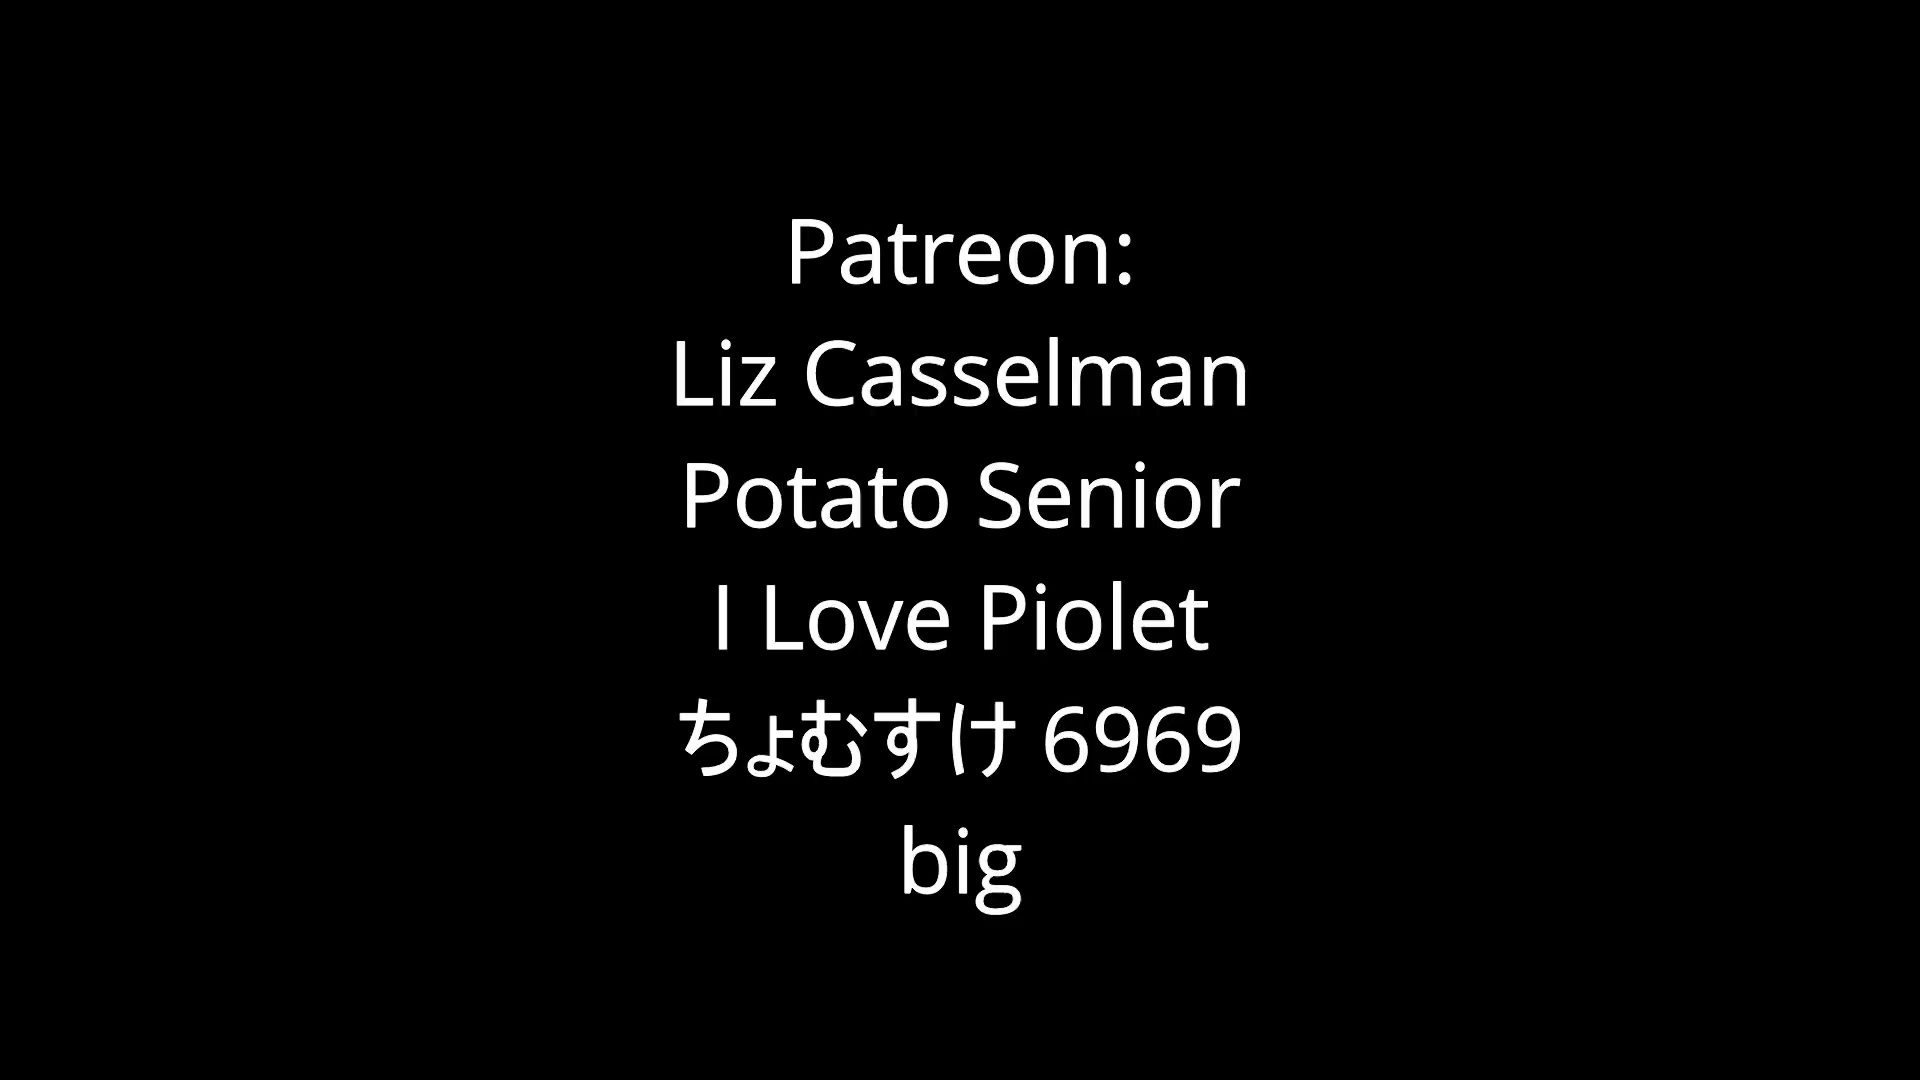 Patreon:
Liz Casselman
Potato Senior
I Love Piolet
ちょむすけ 6969
big